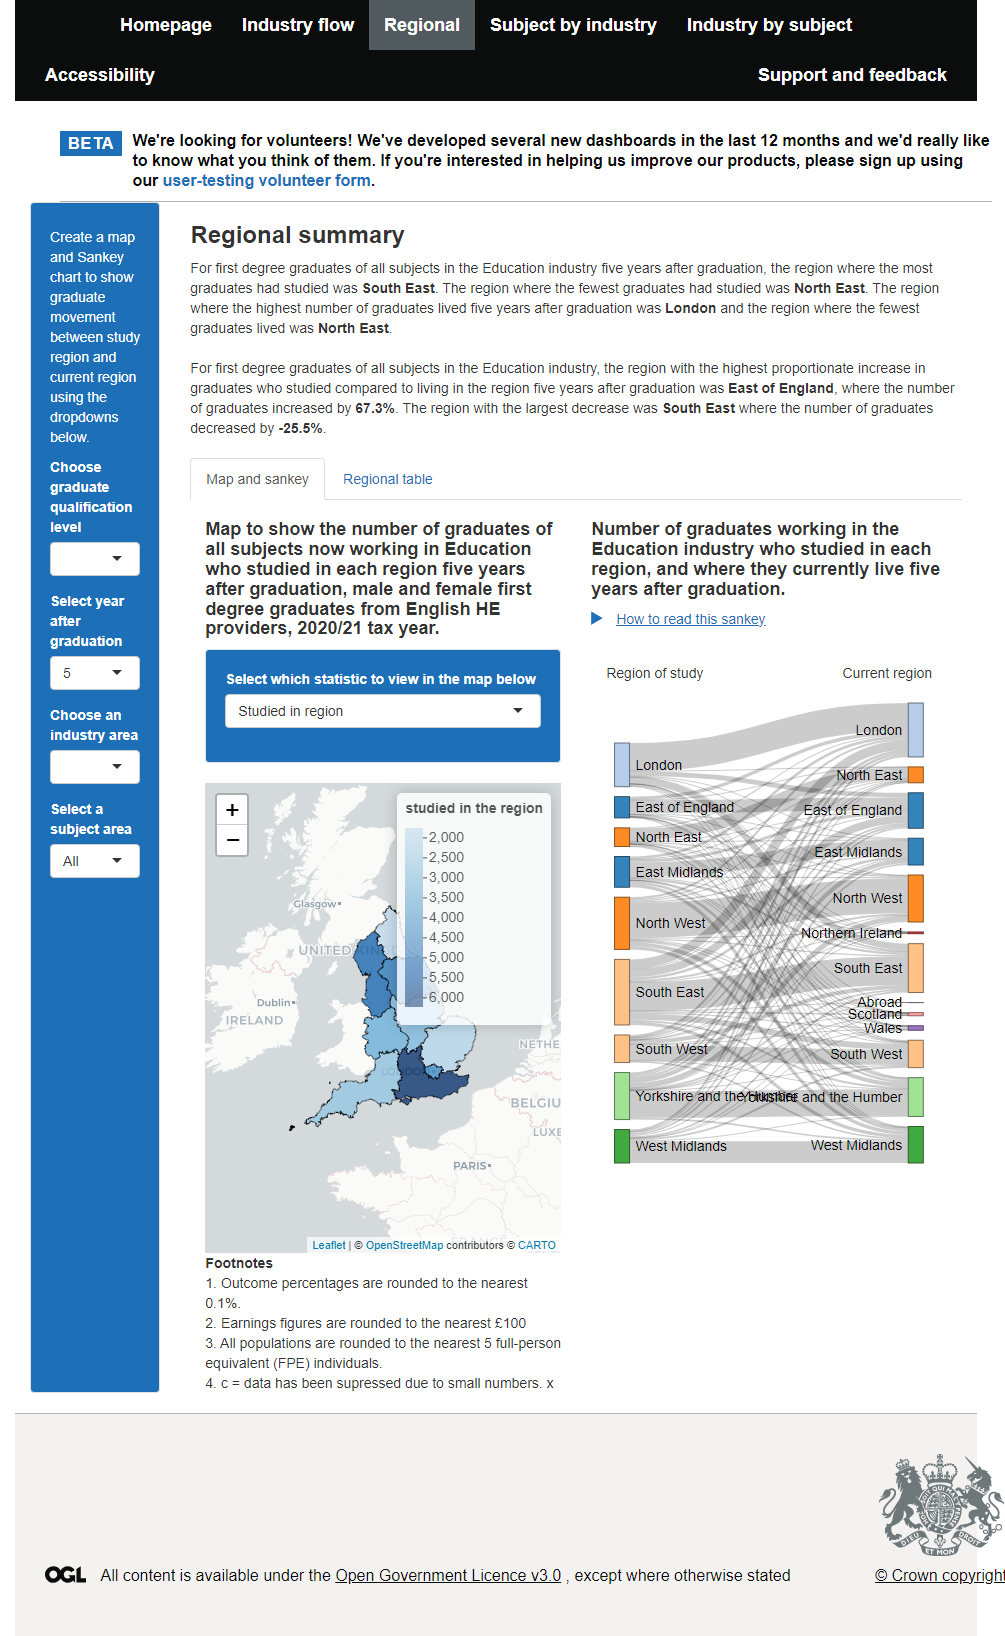 Homepage
Industry flow
Regional
Subject by industry
Industry by subject
Accessibility
Support and feedback
BETA
We're looking for volunteers! We've developed several new dashboards in the last 12 months and we'd really like
to know what you think of them. If you're interested in helping us improve our products, please sign up using
our user-testing volunteer form.
Create a map
and Sankey
chart to show
graduate
movement
between study
region and
current region
using the
dropdowns
below.
Choose
graduate
qualification
level
Select year
after
graduation
5
Choose an
industry area
Select a
subject area
All
Regional summary
For first degree graduates of all subjects in the Education industry five years after graduation, the region where the most
graduates had studied was South East. The region where the fewest graduates had studied was North East. The region
where the highest number of graduates lived five years after graduation was London and the region where the fewest
graduates lived was North East.
For first degree graduates of all subjects in the Education industry, the region with the highest proportionate increase in
graduates who studied compared to living in the region five years after graduation was East of England, where the number
of graduates increased by 67.3%. The region with the largest decrease was South East where the number of graduates
decreased by -25.5%.
Map and sankey
Regional table
Map to show the number of graduates of
all subjects now working in Education
who studied in each region five years
after graduation, male and female first
degree graduates from English HE
providers, 2020/21 tax year.
Select which statistic to view in the map below
Studied in region
+
−
studied in the region
2,000
2,500
3,000
3,500
4,000
4,500
5,000
5,500
6,000
Glasgow
UNITED KINGDOM
Dublin
IRELAND
LONDON
NETHE
BELGIU
LUXE
PARIS
FRANCE
Leaflet | © OpenStreetMap contributors © CARTO
Footnotes
1. Outcome percentages are rounded to the nearest
0.1%.
2. Earnings figures are rounded to the nearest £100
3. All populations are rounded to the nearest 5 full-person
equivalent (FPE) individuals.
4. c = data has been supressed due to small numbers. x
Number of graduates working in the
Education industry who studied in each
region, and where they currently live five
years after graduation.
How to read this sankey
Region of study
Current region
London
East of England
North East
East Midlands
North West
South East
South West
Yorkshire and the Humber
West Midlands
London
North East
East of England
East Midlands
North West
Northern Ireland
South East
Abroad
Scotland
Wales
South West
Yorkshire and the Humber
West Midlands
DIEU ET MON DROIT
OGL
All content is available under the Open Government Licence v3.0 , except where otherwise stated
© Crown copyright